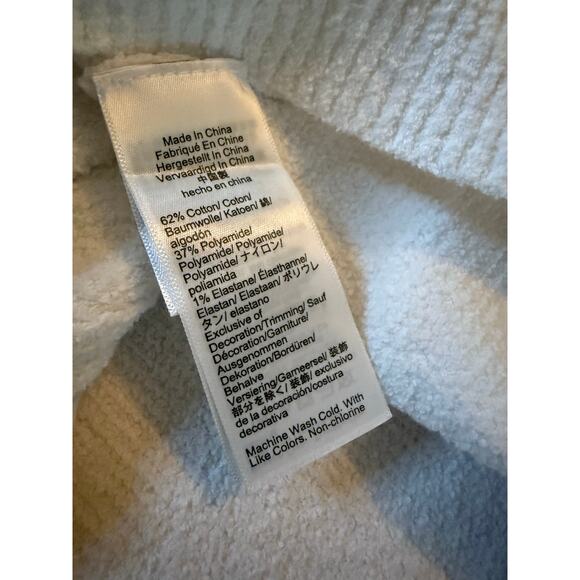 Made In China
Fabriqué En Chine
Hergestellt In China
Vervaardigd In China
中国製
hecho en china
62% Cotton/ Coton/
Baumwolle/ Katoen/ 綿/
algodón
37% Polyamide/ Polyamide/
Polyamide/ ナイロン/
poliamida
1% Elastane/ Élasthanne/
Elastan/ Elastaan/ ポリウレ
タン/ elastano
Exclusive of
Decoration/Trimming/ Sauf
Décoration/Garniture/
Ausgenommen
Dekoration/Bordüren/
Behalve
Versiering/Garneersel/ 装飾
部分を除く/ 装飾/ exclusivo
de la decoración/costura
decorativa
Machine Wash Cold. With
Like Colors. Non-chlorine